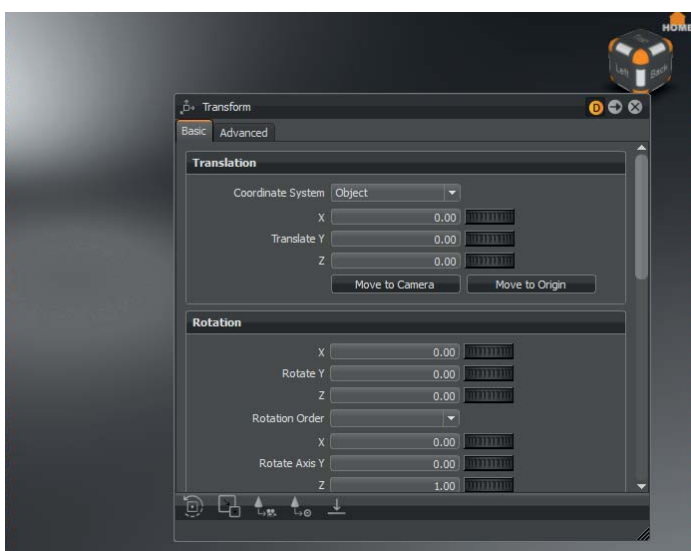 HOME
Top
Left
Back
Transform
D
Basic Advanced
Translation
Coordinate System Object
X 0.00
Translate Y 0.00
Z 0.00
Move to Camera Move to Origin
Rotation
X 0.00
Rotate Y 0.00
Z 0.00
Rotation Order
X 0.00
Rotate Axis Y 0.00
Z 1.00